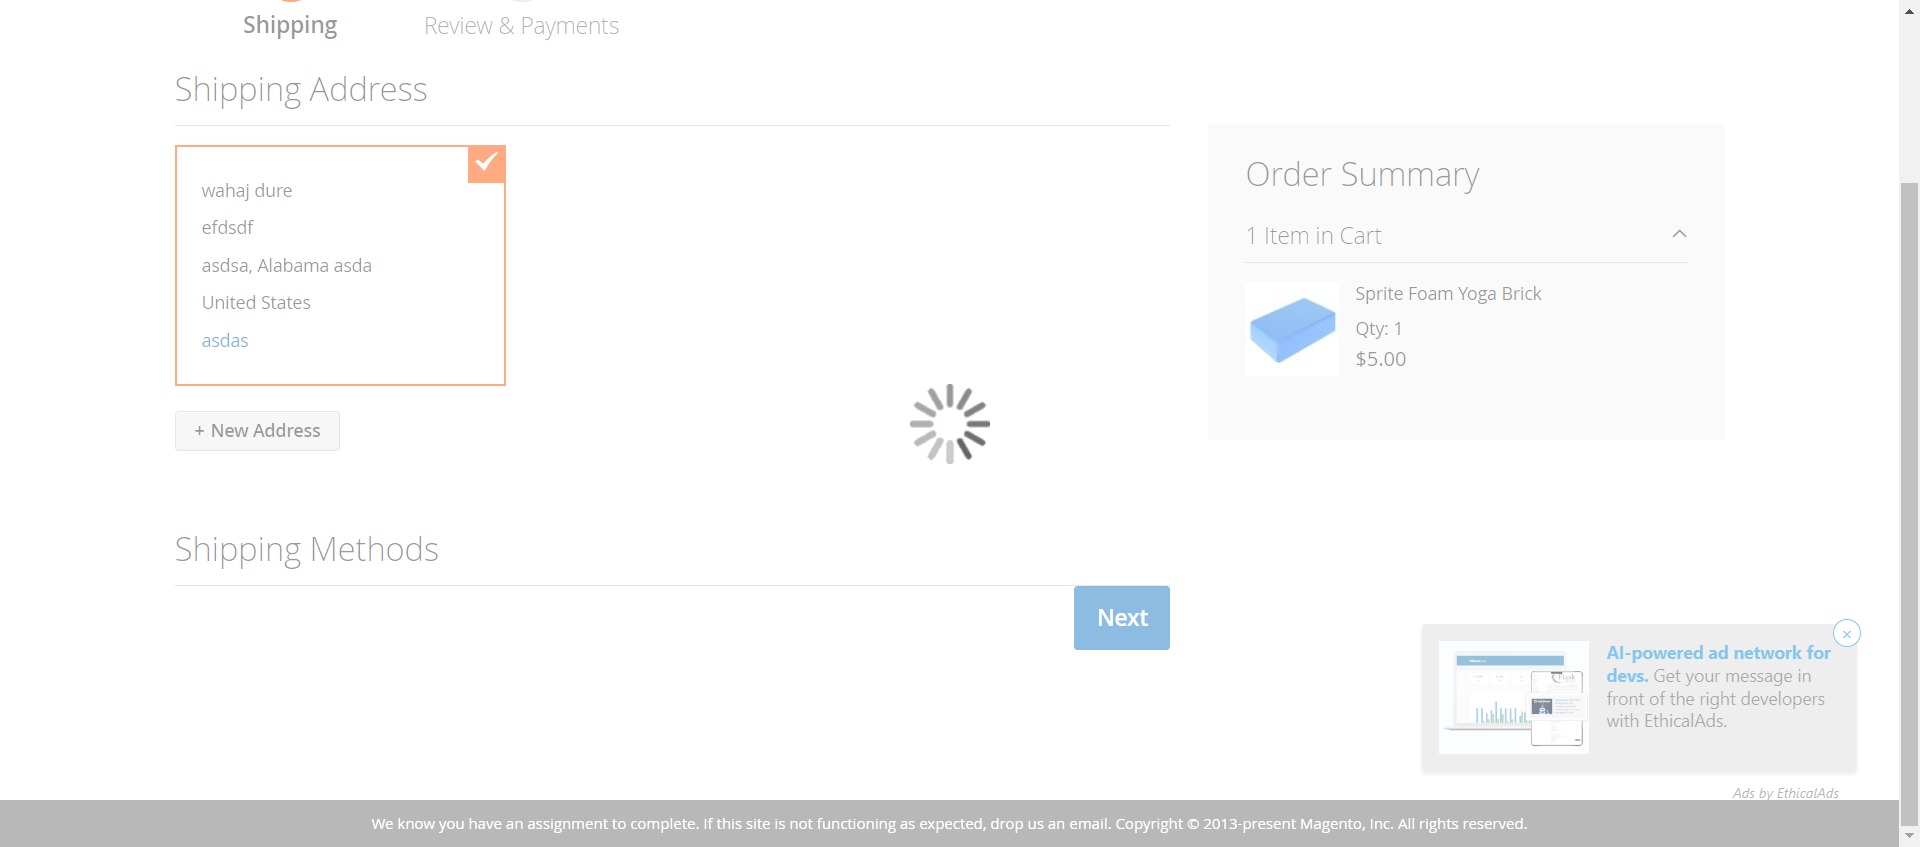 Shipping
Review & Payments
Shipping Address
wahaj dure
efdsdf
asdsa, Alabama asda
United States
asdas
+ New Address
Shipping Methods
Next
Order Summary
1 Item in Cart
Sprite Foam Yoga Brick
Qty: 1
$5.00
AI-powered ad network for
devs. Get your message in
front of the right developers
with EthicalAds.
Ads by EthicalAds
We know you have an assignment to complete. If this site is not functioning as expected, drop us an email. Copyright © 2013-present Magento, Inc. All rights reserved.